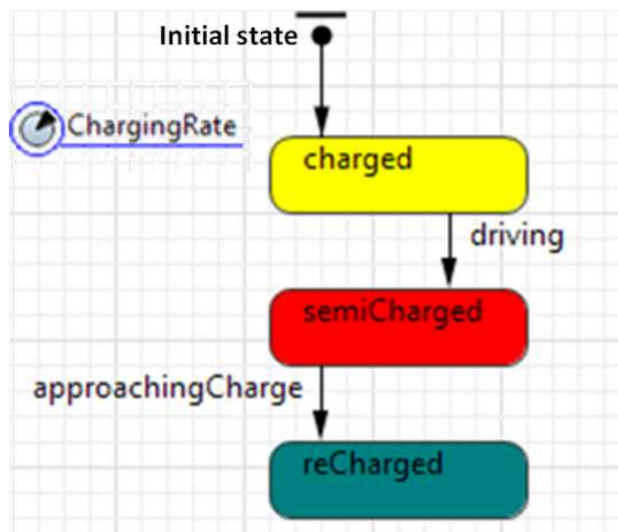 Initial state
ChargingRate
charged
driving
semiCharged
approachingCharge
reCharged